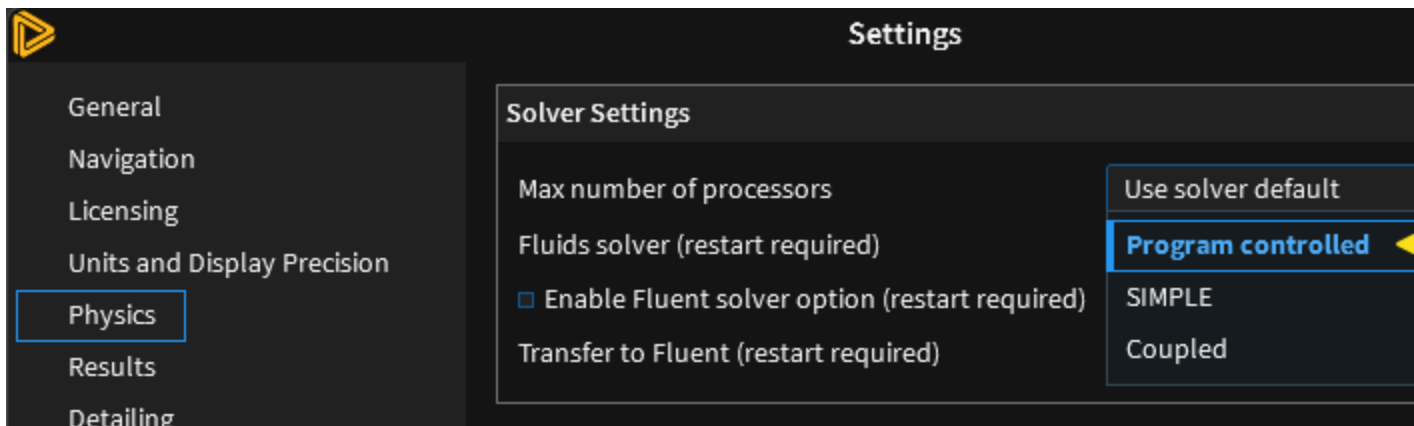 Settings
General
Navigation
Licensing
Units and Display Precision
Physics
Results
Detailing
Solver Settings
Max number of processors
Use solver default
Fluids solver (restart required)
Program controlled
Enable Fluent solver option (restart required)
SIMPLE
Transfer to Fluent (restart required)
Coupled